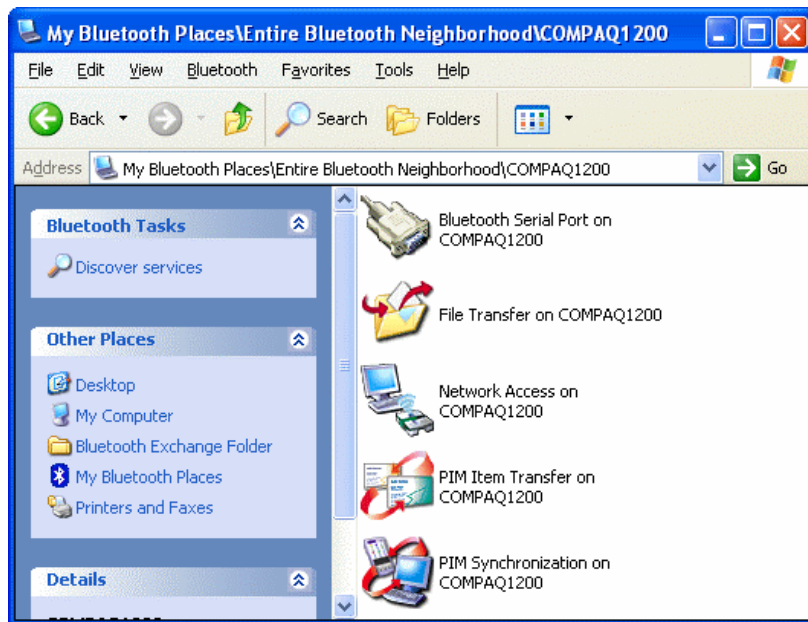 My Bluetooth Places\Entire Bluetooth Neighborhood\COMPAQ1200
File Edit View Bluetooth Favorites Tools Help
Back Search Folders
Address My Bluetooth Places\Entire Bluetooth Neighborhood\COMPAQ1200 Go
Bluetooth Tasks
Discover services
Other Places
Desktop
My Computer
Bluetooth Exchange Folder
My Bluetooth Places
Printers and Faxes
Details
Bluetooth Serial Port on
COMPAQ1200
File Transfer on COMPAQ1200
Network Access on
COMPAQ1200
PIM Item Transfer on
COMPAQ1200
PIM Synchronization on
COMPAQ1200